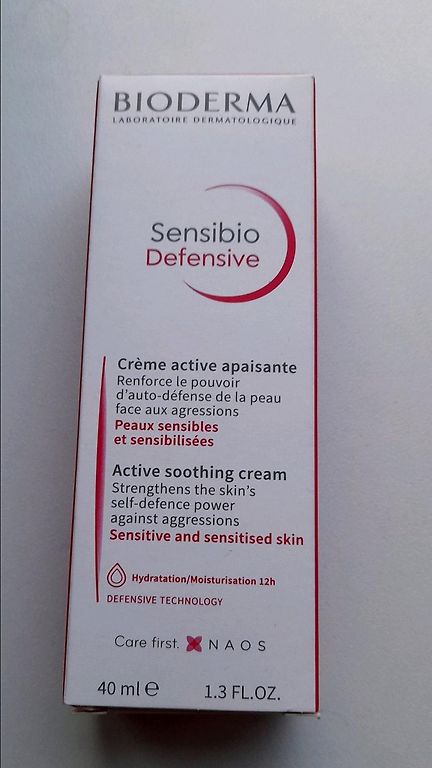 BIODERMA
LABORATOIRE DERMATOLOGIQUE
Sensibio
Defensive
Crème active apaisante
Renforce le pouvoir
d'auto-défense de la peau
face aux agressions
Peaux sensibles
et sensibilisées
Active soothing cream
Strengthens the skin's
self-defence power
against aggressions
Sensitive and sensitised skin
Hydratation/Moisturisation 12h
DEFENSIVE TECHNOLOGY
Care first. NAOS
40 ml ℮ 1.3 FL.OZ.